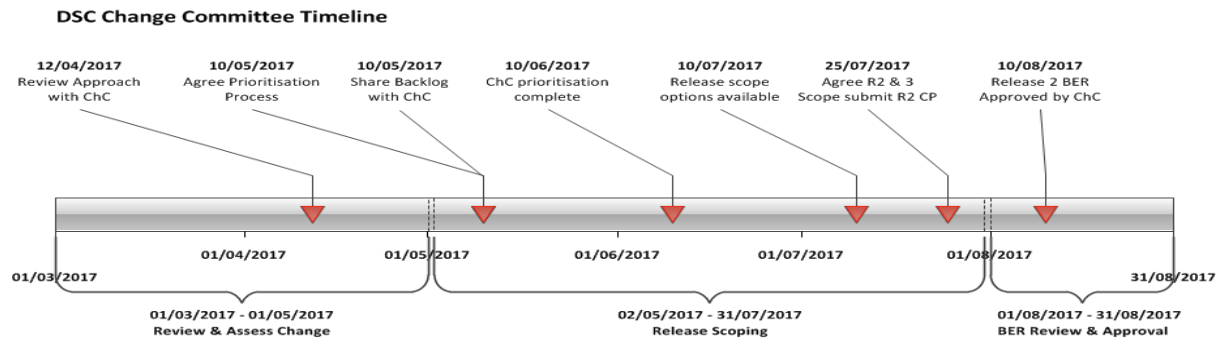 DSC Change Committee Timeline
12/04/2017
Review Approach
with ChC
10/05/2017
Agree Prioritisation
Process
10/05/2017
Share Backlog
with ChC
10/06/2017
ChC prioritisation
complete
10/07/2017
Release scope
options available
25/07/2017
Agree R2 & 3
Scope submit R2 CP
10/08/2017
Release 2 BER
Approved by ChC
01/03/2017
01/04/2017
01/05/2017
01/06/2017
01/07/2017
01/08/2017
31/08/2017
01/03/2017 - 01/05/2017
Review & Assess Change
02/05/2017 - 31/07/2017
Release Scoping
01/08/2017 - 31/08/2017
BER Review & Approval